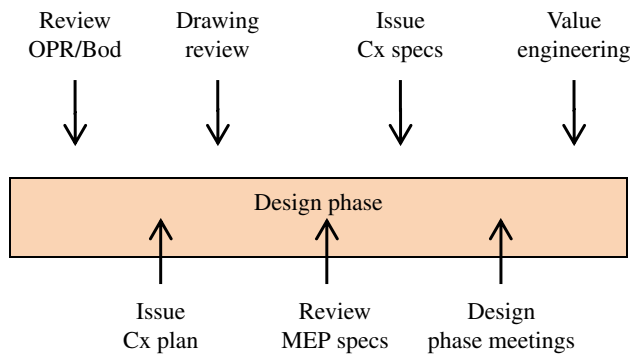 Review
OPR/Bod
Drawing
review
Issue
Cx specs
Value
engineering
Design phase
Issue
Cx plan
Review
MEP specs
Design
phase meetings